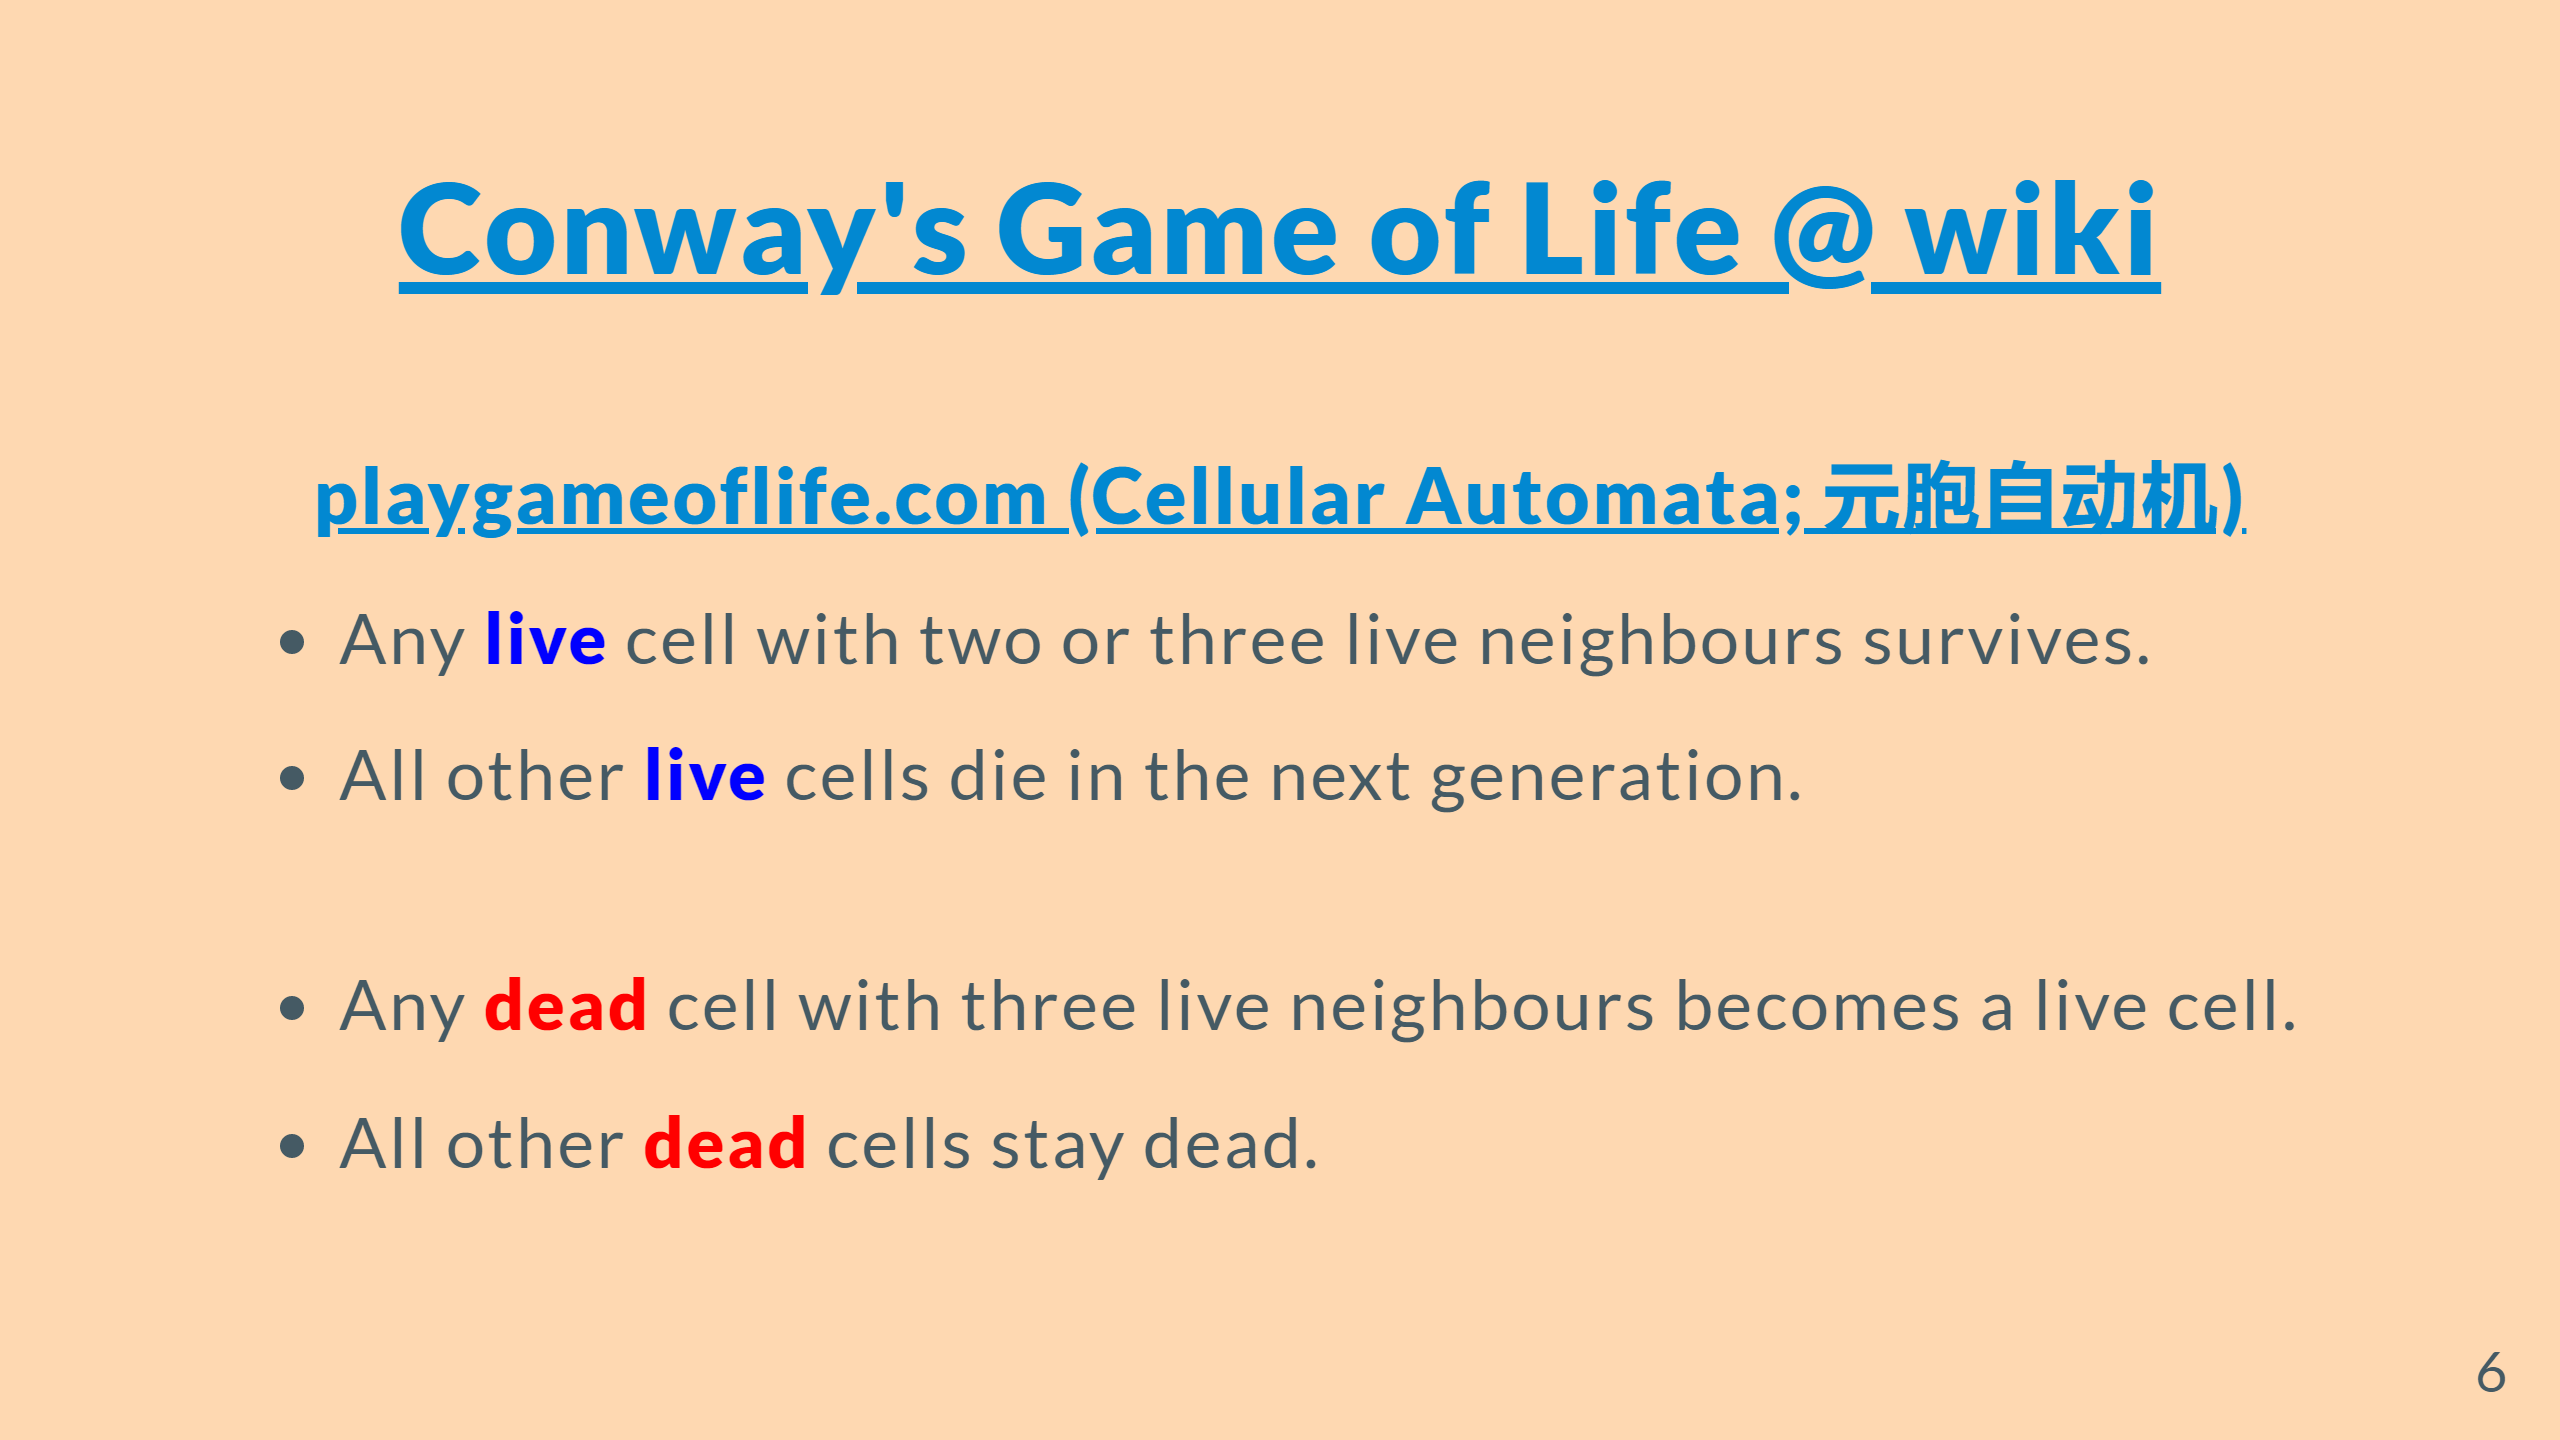 Conway's Game of Life @ wiki
playgameoflife.com (Cellular Automata; 元胞自动机)
Any live cell with two or three live neighbours survives.
All other live cells die in the next generation.
Any dead cell with three live neighbours becomes a live cell.
All other dead cells stay dead.
6